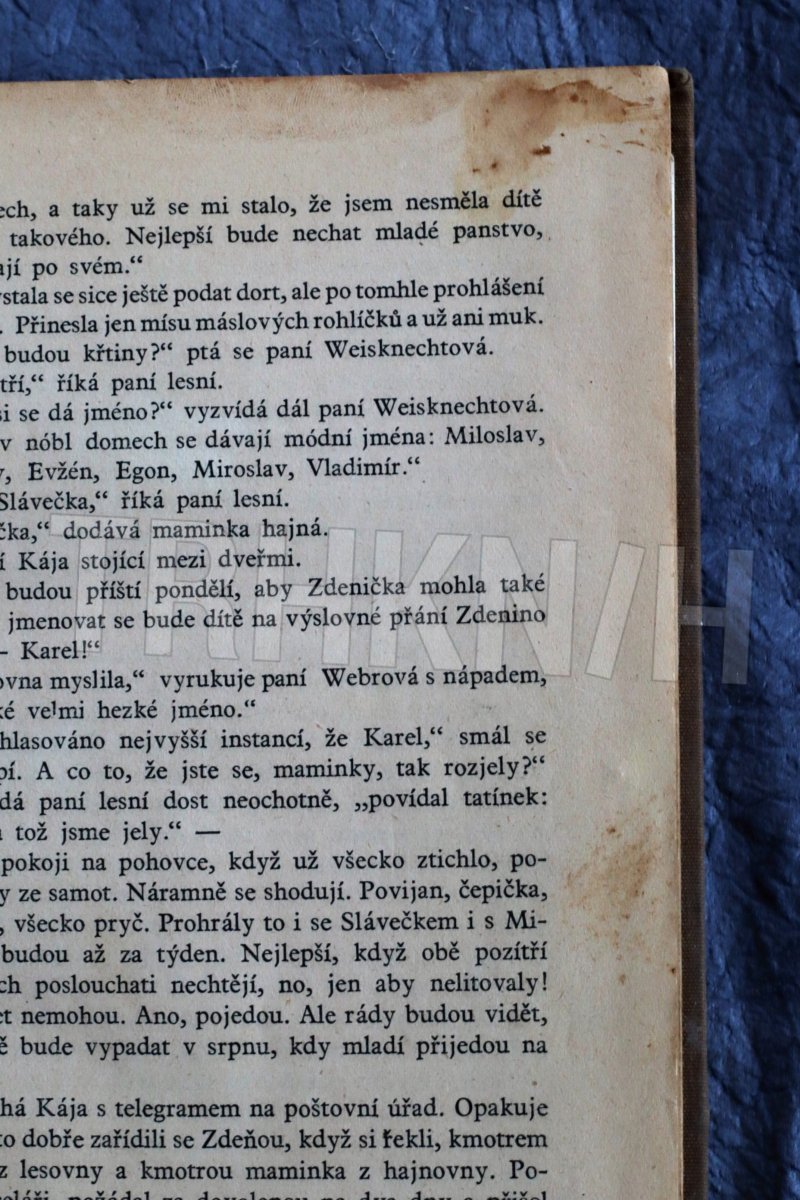 ech, a taky už se mi stalo, že jsem nesměla dítě
takového. Nejlepší bude nechat mladé panstvo,
ají po svém.“
stala se sice ještě podat dort, ale po tomhle prohlášení
. Přinesla jen mísu máslových rohlíčků a už ani muk.
budou křtiny?“ ptá se paní Weisknechtová.
tří,“ říká paní lesní.
si se dá jméno?“ vyzvídá dál paní Weisknechtová.
v nóbl domech se dávají módní jména: Miloslav,
, Evžén, Egon, Miroslav, Vladimír.“
Slávečka,“ říká paní lesní.
čka,“ dodává maminka hajná.
í Kája stojící mezi dveřmi.
budou příští pondělí, aby Zdenička mohla také
jmenovat se bude dítě na výslovné přání Zdenino
– Karel!“
ovna myslila,“ vyrukuje paní Webrová s nápadem,
ké velmi hezké jméno.“
hlasováno nejvyšší instancí, že Karel,“ smál se
pí. A co to, že jste se, maminky, tak rozjely?“
dá paní lesní dost neochotně, „povídal tatínek:
tož jsme jely.“ —
pokoji na pohovce, když už všecko ztichlo, po-
y ze samot. Náramně se shodují. Povijan, čepička,
, všecko pryč. Prohrály to i se Slávečkem i s Mi-
budou až za týden. Nejlepší, když obě pozítří
ch poslouchati nechtějí, no, jen aby nelitovaly!
ct nemohou. Ano, pojedou. Ale rády budou vidět,
ě bude vypadat v srpnu, kdy mladí přijedou na
há Kája s telegramem na poštovní úřad. Opakuje
to dobře zařídili se Zdeňou, když si řekli, kmotrem
z lesovny a kmotrou maminka z hajnovny. Po-